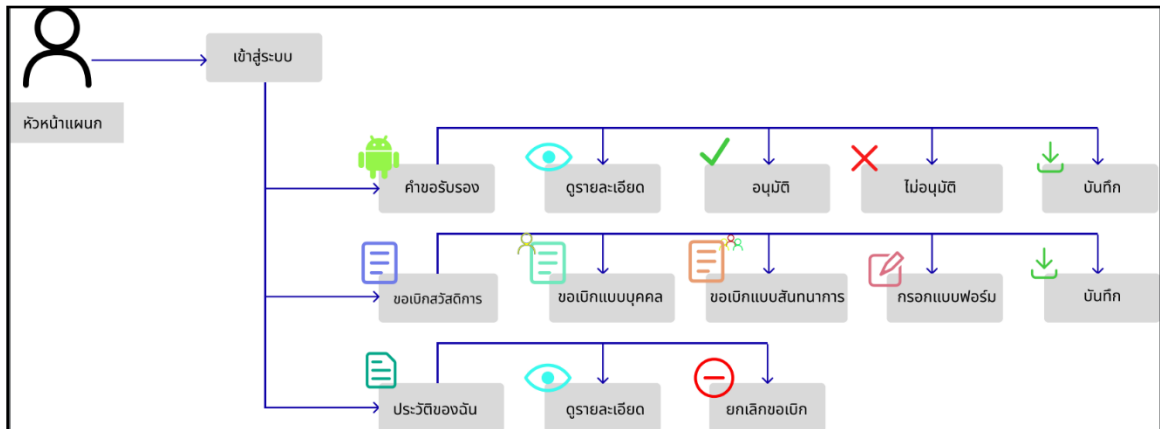 เข้าสู่ระบบ
หัวหน้าแผนก
คำขอรับรอง
ดูรายละเอียด
อนุมัติ
ไม่อนุมัติ
บันทึก
ขอเบิกสวัสดิการ
ขอเบิกแบบบุคคล
ขอเบิกแบบสันทนาการ
กรอกแบบฟอร์ม
บันทึก
ประวัติของฉัน
ดูรายละเอียด
ยกเลิกขอเบิก